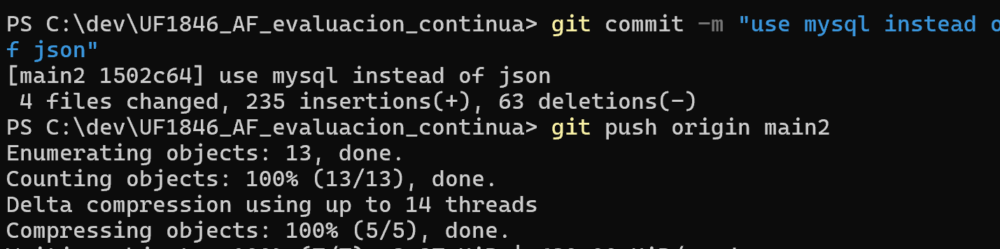 PS C:\dev\UF1846_AF_evaluacion_continua> git commit -m "use mysql instead o
f json"
[main2 1502c64] use mysql instead of json
 4 files changed, 235 insertions(+), 63 deletions(-)
PS C:\dev\UF1846_AF_evaluacion_continua> git push origin main2
Enumerating objects: 13, done.
Counting objects: 100% (13/13), done.
Delta compression using up to 14 threads
Compressing objects: 100% (5/5), done.